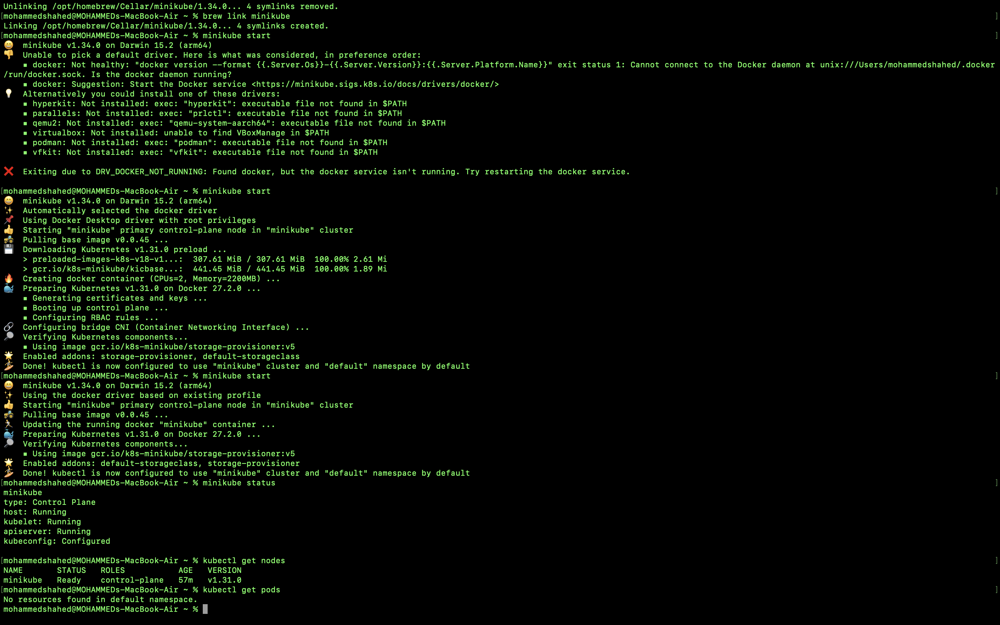 Unlinking /opt/homebrew/Cellar/minikube/1.34.0... 4 symlinks removed.
[mohammedshahed@MOHAMMEDs-MacBook-Air ~ % brew link minikube ]
Linking /opt/homebrew/Cellar/minikube/1.34.0... 4 symlinks created.
[mohammedshahed@MOHAMMEDs-MacBook-Air ~ % minikube start ]
😄  minikube v1.34.0 on Darwin 15.2 (arm64)
👎  Unable to pick a default driver. Here is what was considered, in preference order:
    ▪ docker: Not healthy: "docker version --format {{.Server.Os}}-{{.Server.Version}}:{{.Server.Platform.Name}}" exit status 1: Cannot connect to the Docker daemon at unix:///Users/mohammedshahed/.docker
/run/docker.sock. Is the docker daemon running?
    ▪ docker: Suggestion: Start the Docker service <https://minikube.sigs.k8s.io/docs/drivers/docker/>
💡  Alternatively you could install one of these drivers:
    ▪ hyperkit: Not installed: exec: "hyperkit": executable file not found in $PATH
    ▪ parallels: Not installed: exec: "prlctl": executable file not found in $PATH
    ▪ qemu2: Not installed: exec: "qemu-system-aarch64": executable file not found in $PATH
    ▪ virtualbox: Not installed: unable to find VBoxManage in $PATH
    ▪ podman: Not installed: exec: "podman": executable file not found in $PATH
    ▪ vfkit: Not installed: exec: "vfkit": executable file not found in $PATH
❌  Exiting due to DRV_DOCKER_NOT_RUNNING: Found docker, but the docker service isn't running. Try restarting the docker service.
[mohammedshahed@MOHAMMEDs-MacBook-Air ~ % minikube start ]
😄  minikube v1.34.0 on Darwin 15.2 (arm64)
✨  Automatically selected the docker driver
📌  Using Docker Desktop driver with root privileges
👍  Starting "minikube" primary control-plane node in "minikube" cluster
🚜  Pulling base image v0.0.45 ...
💾  Downloading Kubernetes v1.31.0 preload ...
    > preloaded-images-k8s-v18-v1...:  307.61 MiB / 307.61 MiB  100.00% 2.61 Mi
    > gcr.io/k8s-minikube/kicbase...:  441.45 MiB / 441.45 MiB  100.00% 1.89 Mi
🔥  Creating docker container (CPUs=2, Memory=2200MB) ...
🐳  Preparing Kubernetes v1.31.0 on Docker 27.2.0 ...
    ▪ Generating certificates and keys ...
    ▪ Booting up control plane ...
    ▪ Configuring RBAC rules ...
🔗  Configuring bridge CNI (Container Networking Interface) ...
🔎  Verifying Kubernetes components...
    ▪ Using image gcr.io/k8s-minikube/storage-provisioner:v5
🌟  Enabled addons: storage-provisioner, default-storageclass
🏄  Done! kubectl is now configured to use "minikube" cluster and "default" namespace by default
[mohammedshahed@MOHAMMEDs-MacBook-Air ~ % minikube start ]
😄  minikube v1.34.0 on Darwin 15.2 (arm64)
✨  Using the docker driver based on existing profile
👍  Starting "minikube" primary control-plane node in "minikube" cluster
🚜  Pulling base image v0.0.45 ...
🏃  Updating the running docker "minikube" container ...
🐳  Preparing Kubernetes v1.31.0 on Docker 27.2.0 ...
🔎  Verifying Kubernetes components...
    ▪ Using image gcr.io/k8s-minikube/storage-provisioner:v5
🌟  Enabled addons: default-storageclass, storage-provisioner
🏄  Done! kubectl is now configured to use "minikube" cluster and "default" namespace by default
[mohammedshahed@MOHAMMEDs-MacBook-Air ~ % minikube status ]
minikube
type: Control Plane
host: Running
kubelet: Running
apiserver: Running
kubeconfig: Configured
[mohammedshahed@MOHAMMEDs-MacBook-Air ~ % kubectl get nodes ]
NAME       STATUS   ROLES           AGE   VERSION
minikube   Ready    control-plane   57m   v1.31.0
[mohammedshahed@MOHAMMEDs-MacBook-Air ~ % kubectl get pods ]
No resources found in default namespace.
mohammedshahed@MOHAMMEDs-MacBook-Air ~ %